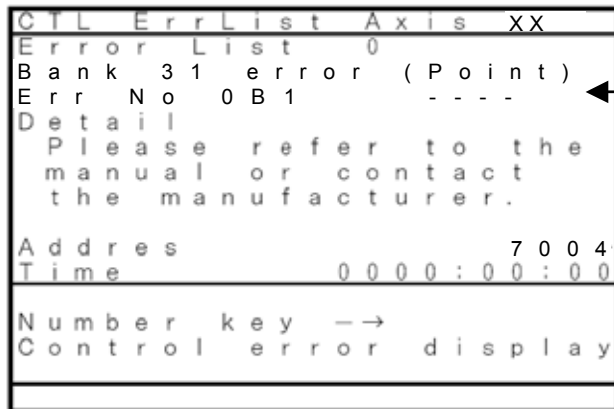 CTL ErrList Axis XX
Error List 0
Bank 31 error (Point)
Err No 0B1 ----
Detail
Please refer to the
manual or contact
the manufacturer.
Addres 7004
Time 0000:00:00
Number key —→
Control error display